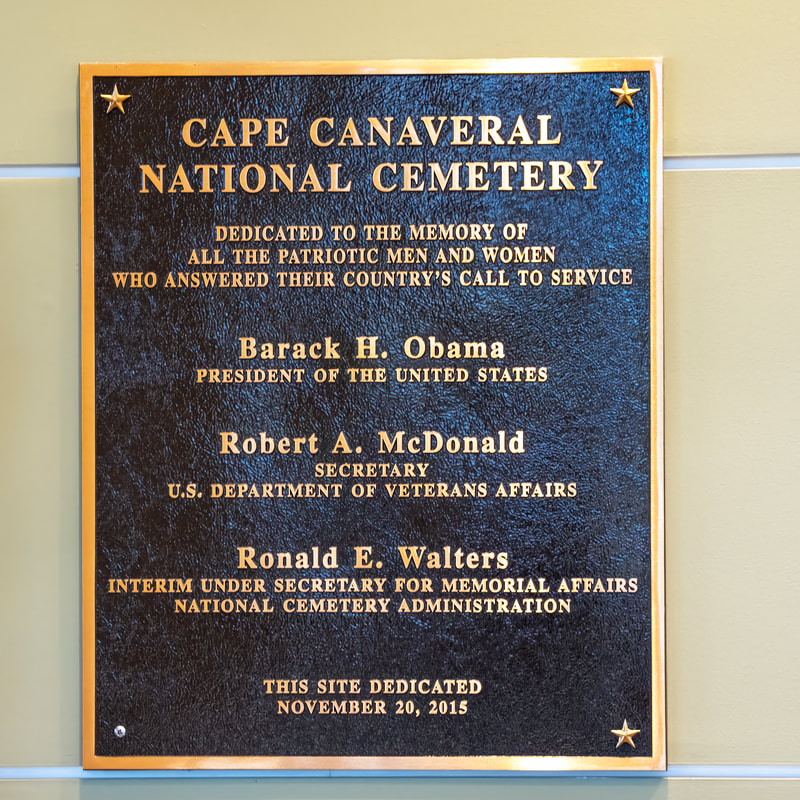 CAPE CANAVERAL
NATIONAL CEMETERY
DEDICATED TO THE MEMORY OF
ALL THE PATRIOTIC MEN AND WOMEN
WHO ANSWERED THEIR COUNTRY'S CALL TO SERVICE
Barack H. Obama
PRESIDENT OF THE UNITED STATES
Robert A. McDonald
SECRETARY
U.S. DEPARTMENT OF VETERANS AFFAIRS
Ronald E. Walters
INTERIM UNDER SECRETARY FOR MEMORIAL AFFAIRS
NATIONAL CEMETERY ADMINISTRATION
THIS SITE DEDICATED
NOVEMBER 20, 2015